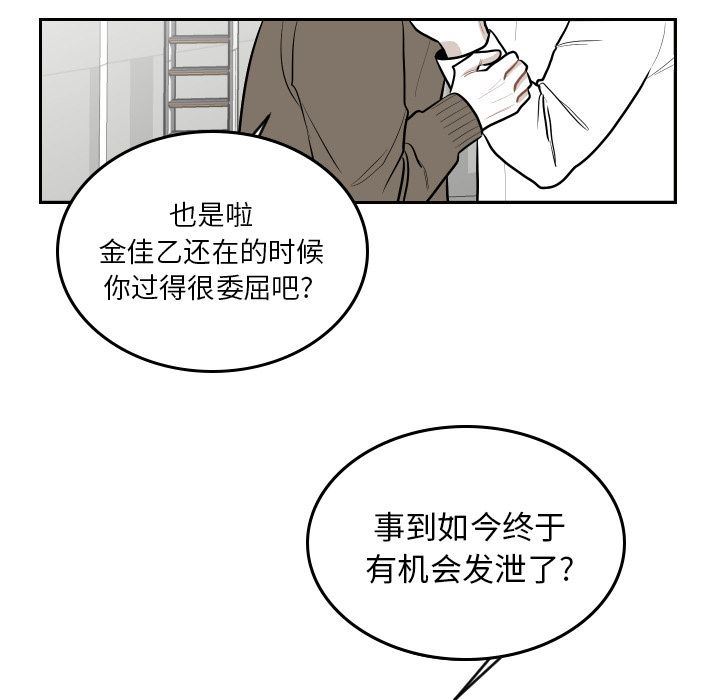 也是啦
金佳乙还在的时候
你过得很委屈吧?
事到如今终于
有机会发泄了?